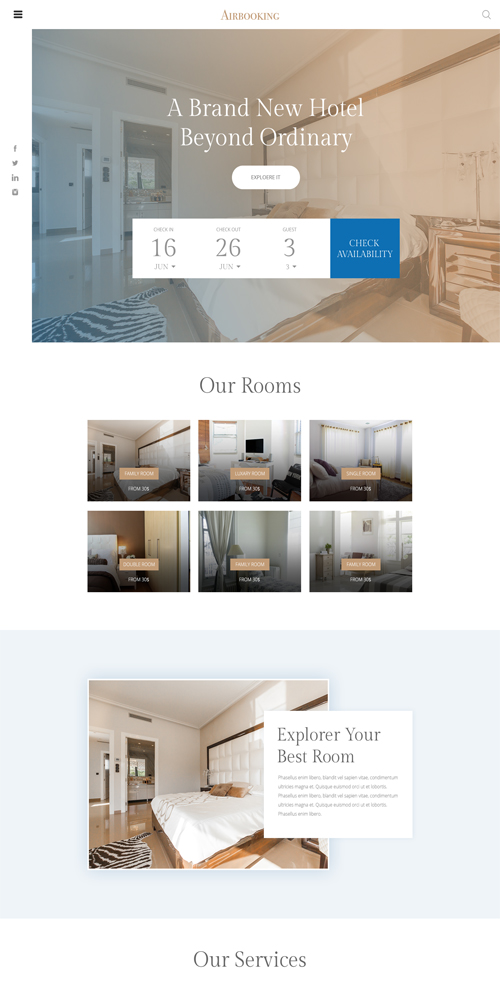 AIRBOOKING
A Brand New Hotel
Beyond Ordinary
EXPLOERE IT
CHECK IN
CHECK OUT
GUEST
16
26
3
JUN
JUN
3
CHECK
AVAILABILITY
Our Rooms
FAMILY ROOM
FROM 30$
LUXARY ROOM
FROM 30$
SINGLE ROOM
FROM 30$
DOUBLE ROOM
FROM 30$
FAMILY ROOM
FROM 30$
FAMILY ROOM
FROM 30$
Explorer Your
Best Room
Phasellus enim libero, blandit vel sapien vitae, condimentum
ultricies magna et. Quisque euismod orci ut et lobortis.
Phasellus enim libero, blandit vel sapien vitae, condimentum
ultricies magna et. Quisque euismod orci ut et lobortis.
Phasellus enim libero.
Our Services